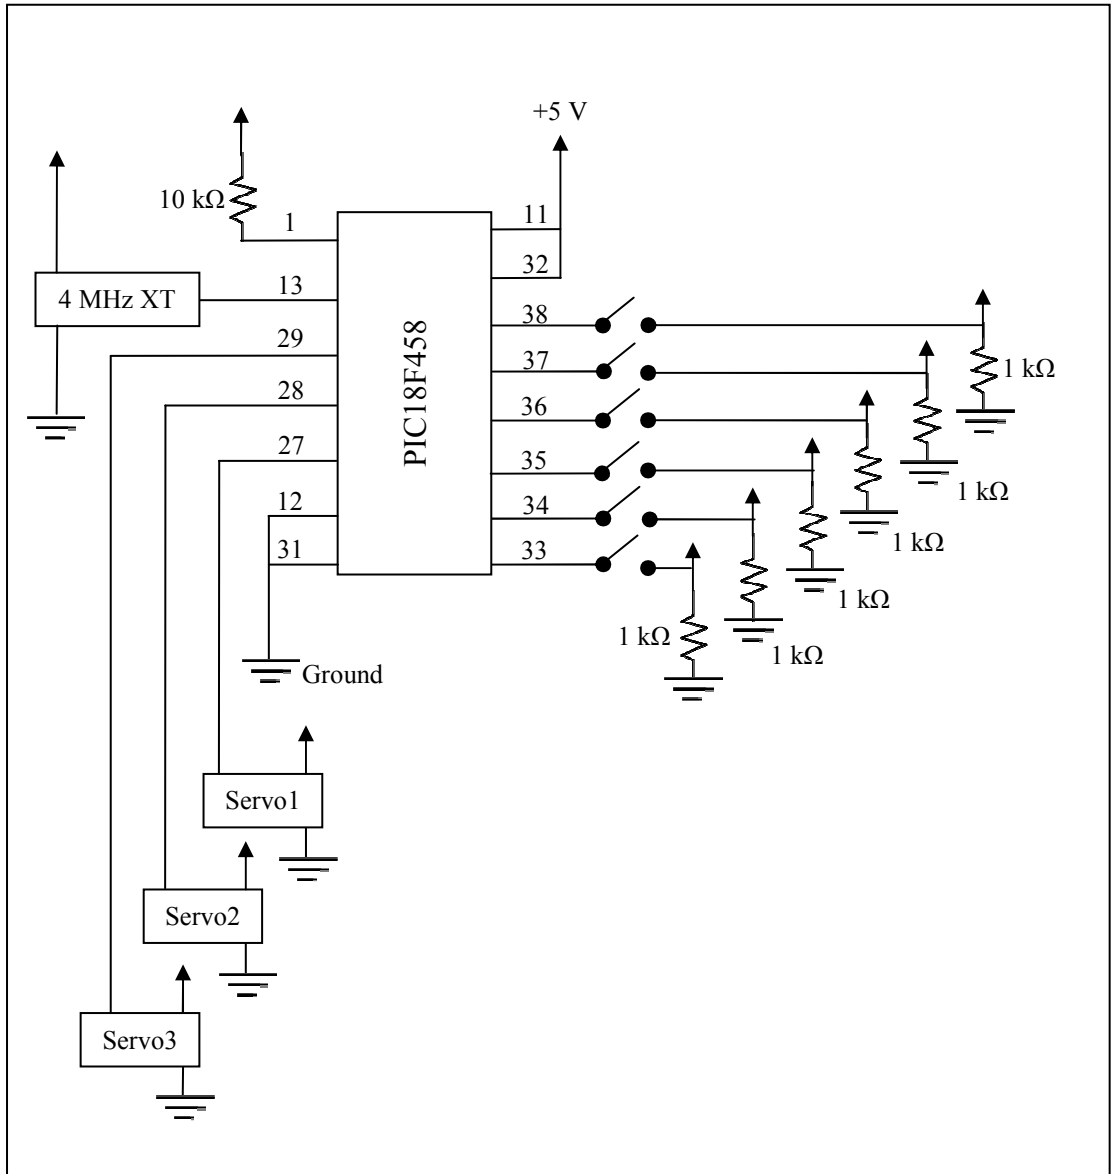 +5 V
10 kΩ
1
11
32
4 MHz XT
13
38
29
37
1 kΩ
28
36
PIC18F458
27
35
1 kΩ
12
34
1 kΩ
31
33
1 kΩ
1 kΩ
1 kΩ
Ground
Servo1
Servo2
Servo3